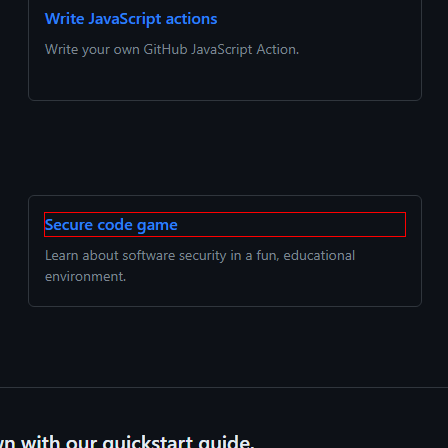 Write JavaScript actions
Write your own GitHub JavaScript Action.
Secure code game
Learn about software security in a fun, educational
environment.
with our quickstart guide.